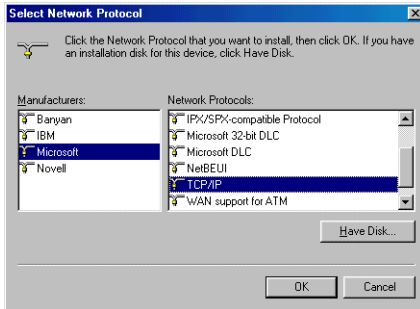 Select Network Protocol
Click the Network Protocol that you want to install, then click OK. If you have
an installation disk for this device, click Have Disk.
Manufacturers:
Banyan
IBM
Microsoft
Novell
Network Protocols:
IPX/SPX-compatible Protocol
Microsoft 32-bit DLC
Microsoft DLC
NetBEUI
TCP/IP
WAN support for ATM
Have Disk...
OK
Cancel